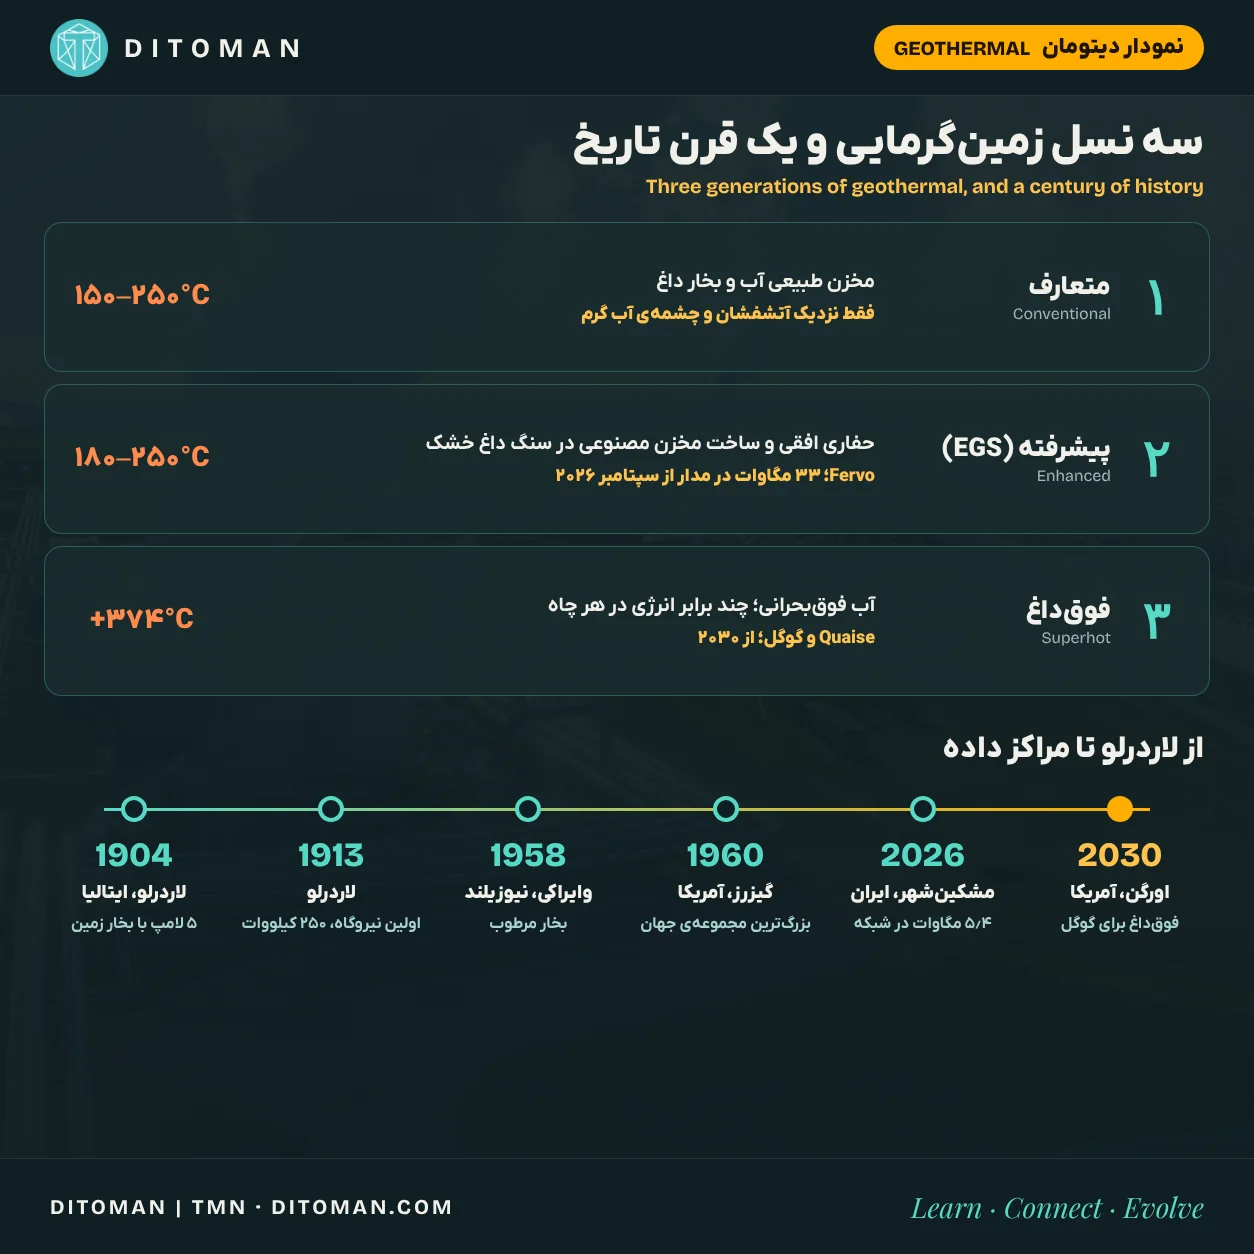 DITOMAN
نمودار دیتومان GEOTHERMAL
سه نسل زمین‌گرمایی و یک قرن تاریخ
Three generations of geothermal, and a century of history
۱
متعارف
Conventional
مخزن طبیعی آب و بخار داغ
فقط نزدیک آتشفشان و چشمه‌ی آب گرم
۱۵۰–۲۵۰°C
۲
پیشرفته (EGS)
Enhanced
حفاری افقی و ساخت مخزن مصنوعی در سنگ داغ خشک
Fervo؛ ۳۳ مگاوات در مدار از سپتامبر ۲۰۲۶
۱۸۰–۲۵۰°C
۳
فوق‌داغ
Superhot
آب فوق‌بحرانی؛ چند برابر انرژی در هر چاه
Quaise و گوگل؛ از ۲۰۳۰
+۳۷۴°C
از لاردرلو تا مراکز داده
1904
لاردرلو، ایتالیا
۵ لامپ با بخار زمین
1913
لاردرلو
اولین نیروگاه، ۲۵۰ کیلووات
1958
وایراکی، نیوزیلند
بخار مرطوب
1960
گیزرز، آمریکا
بزرگ‌ترین مجموعه‌ی جهان
2026
مشکین‌شهر، ایران
۵٫۴ مگاوات در شبکه
2030
اورگن، آمریکا
فوق‌داغ برای گوگل
DITOMAN | TMN · DITOMAN.COM
Learn · Connect · Evolve